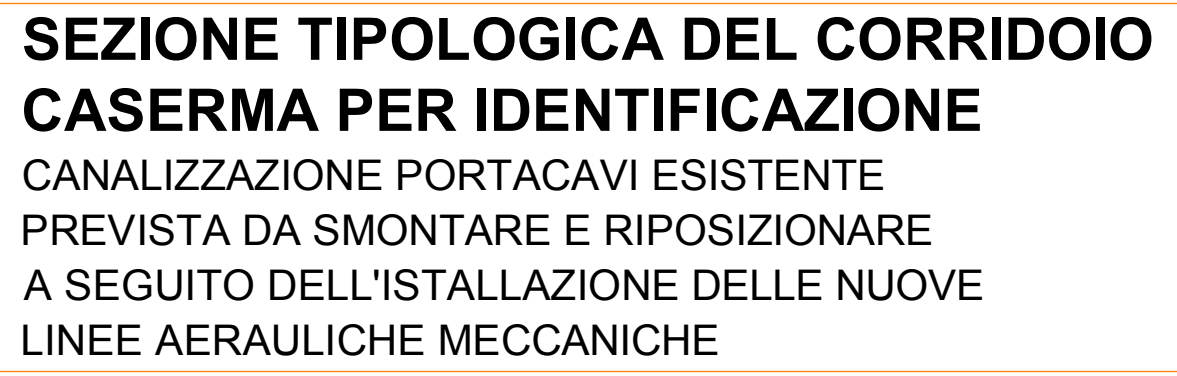 SEZIONE TIPOLOGICA DEL CORRIDOIO
CASERMA PER IDENTIFICAZIONE
CANALIZZAZIONE PORTACAVI ESISTENTE
PREVISTA DA SMONTARE E RIPOSIZIONARE
A SEGUITO DELL'ISTALLAZIONE DELLE NUOVE
LINEE AERAULICHE MECCANICHE